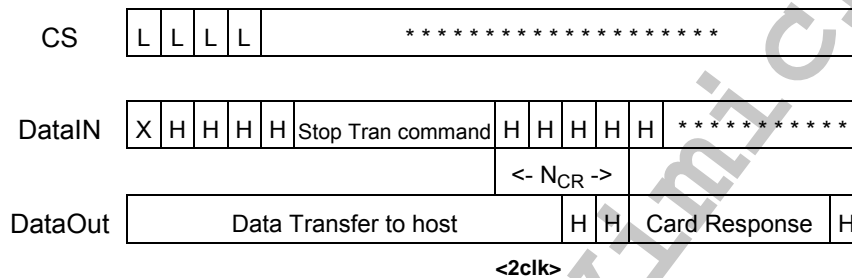 CS L L L L * * * * * * * * * * * * * * * * * * * *
DataIN X H H H H Stop Tran command H H H H H * * * * * * * * * * *
<- NCR ->
DataOut Data Transfer to host H H Card Response H
<2clk>